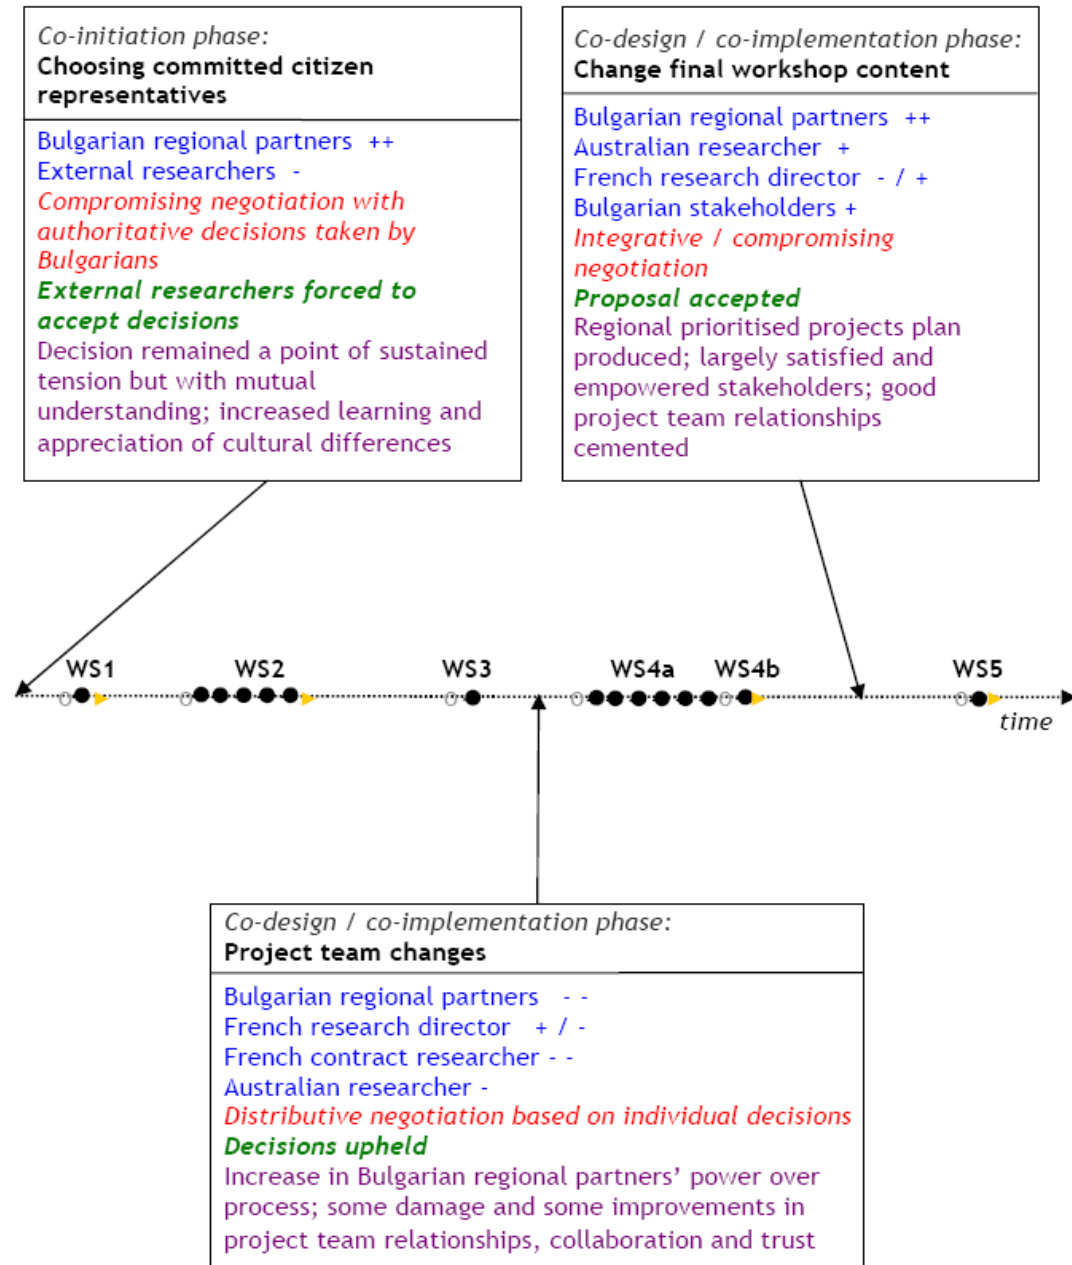 Co-initiation phase:
Choosing committed citizen
representatives
Bulgarian regional partners ++
External researchers -
Compromising negotiation with
authoritative decisions taken by
Bulgarians
External researchers forced to
accept decisions
Decision remained a point of sustained
tension but with mutual
understanding; increased learning and
appreciation of cultural differences
Co-design / co-implementation phase:
Change final workshop content
Bulgarian regional partners ++
Australian researcher +
French research director - / +
Bulgarian stakeholders +
Integrative / compromising
negotiation
Proposal accepted
Regional prioritised projects plan
produced; largely satisfied and
empowered stakeholders; good
project team relationships
cemented
WS1 WS2 WS3 WS4a WS4b WS5
time
Co-design / co-implementation phase:
Project team changes
Bulgarian regional partners - -
French research director + / -
French contract researcher - -
Australian researcher -
Distributive negotiation based on individual decisions
Decisions upheld
Increase in Bulgarian regional partners’ power over
process; some damage and some improvements in
project team relationships, collaboration and trust